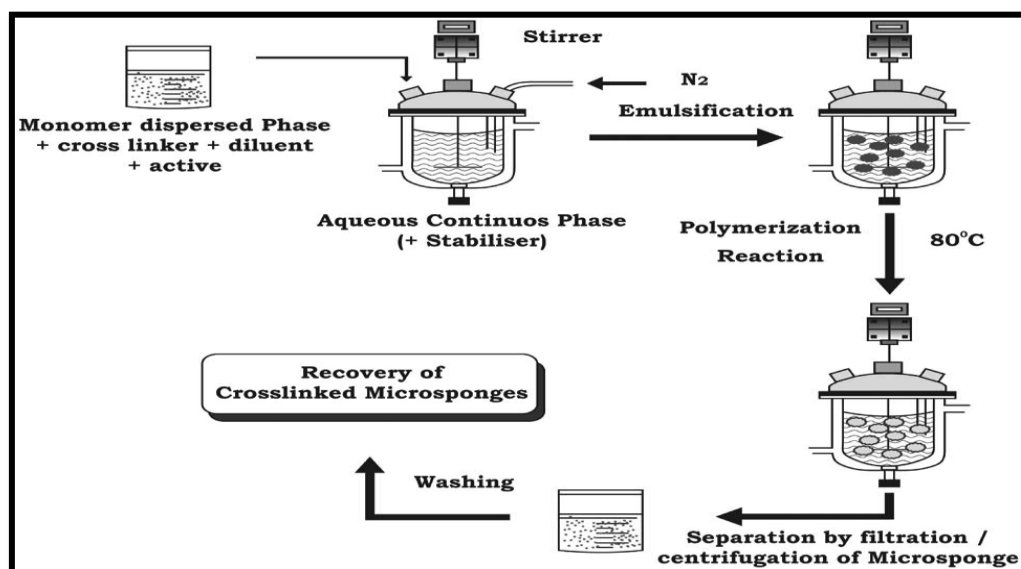 Stirrer
N2
Monomer dispersed Phase
+ cross linker + diluent
+ active
Emulsification
Aqueous Continuos Phase
(+ Stabiliser)
Polymerization
Reaction
80°C
Recovery of
Crosslinked Microsponges
Washing
Separation by filtration /
centrifugation of Microsponge